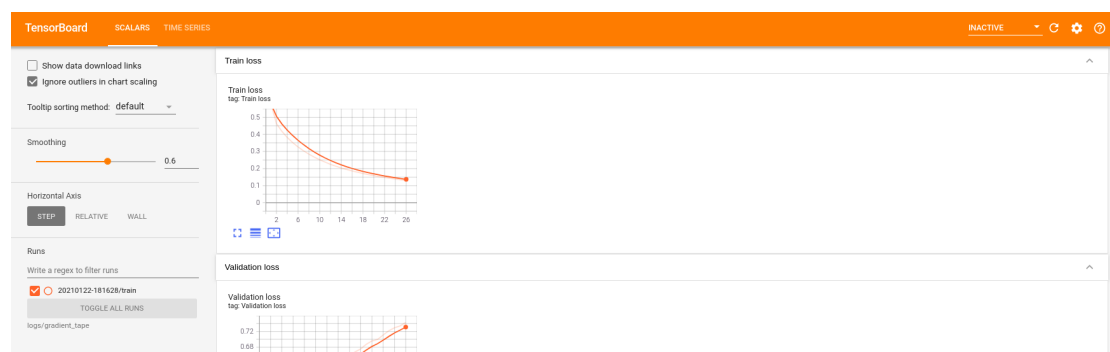 TensorBoard SCALARS TIME SERIES INACTIVE
Show data download links
Ignore outliers in chart scaling
Tooltip sorting method: default
Smoothing
0.6
Horizontal Axis
STEP RELATIVE WALL
Runs
Write a regex to filter runs
20210122-181628/train
TOGGLE ALL RUNS
logs/gradient_tape
Train loss
Train loss
tag: Train loss
0.5
0.4
0.3
0.2
0.1
0
2 6 10 14 18 22 26
Validation loss
Validation loss
tag: Validation loss
0.72
0.68